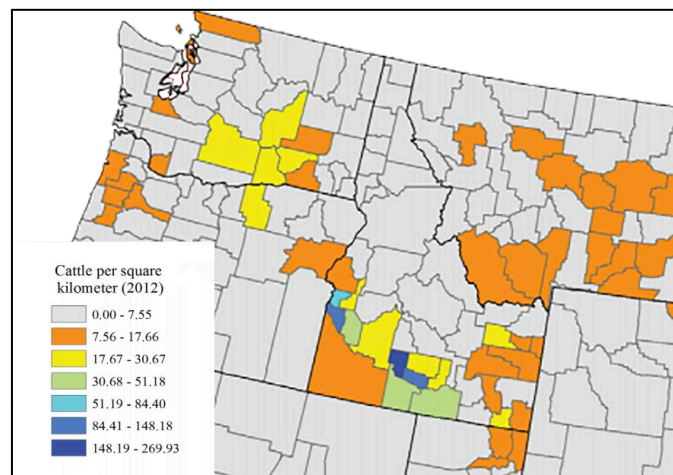 Cattle per square
kilometer (2012)
0.00 - 7.55
7.56 - 17.66
17.67 - 30.67
30.68 - 51.18
51.19 - 84.40
84.41 - 148.18
148.19 - 269.93